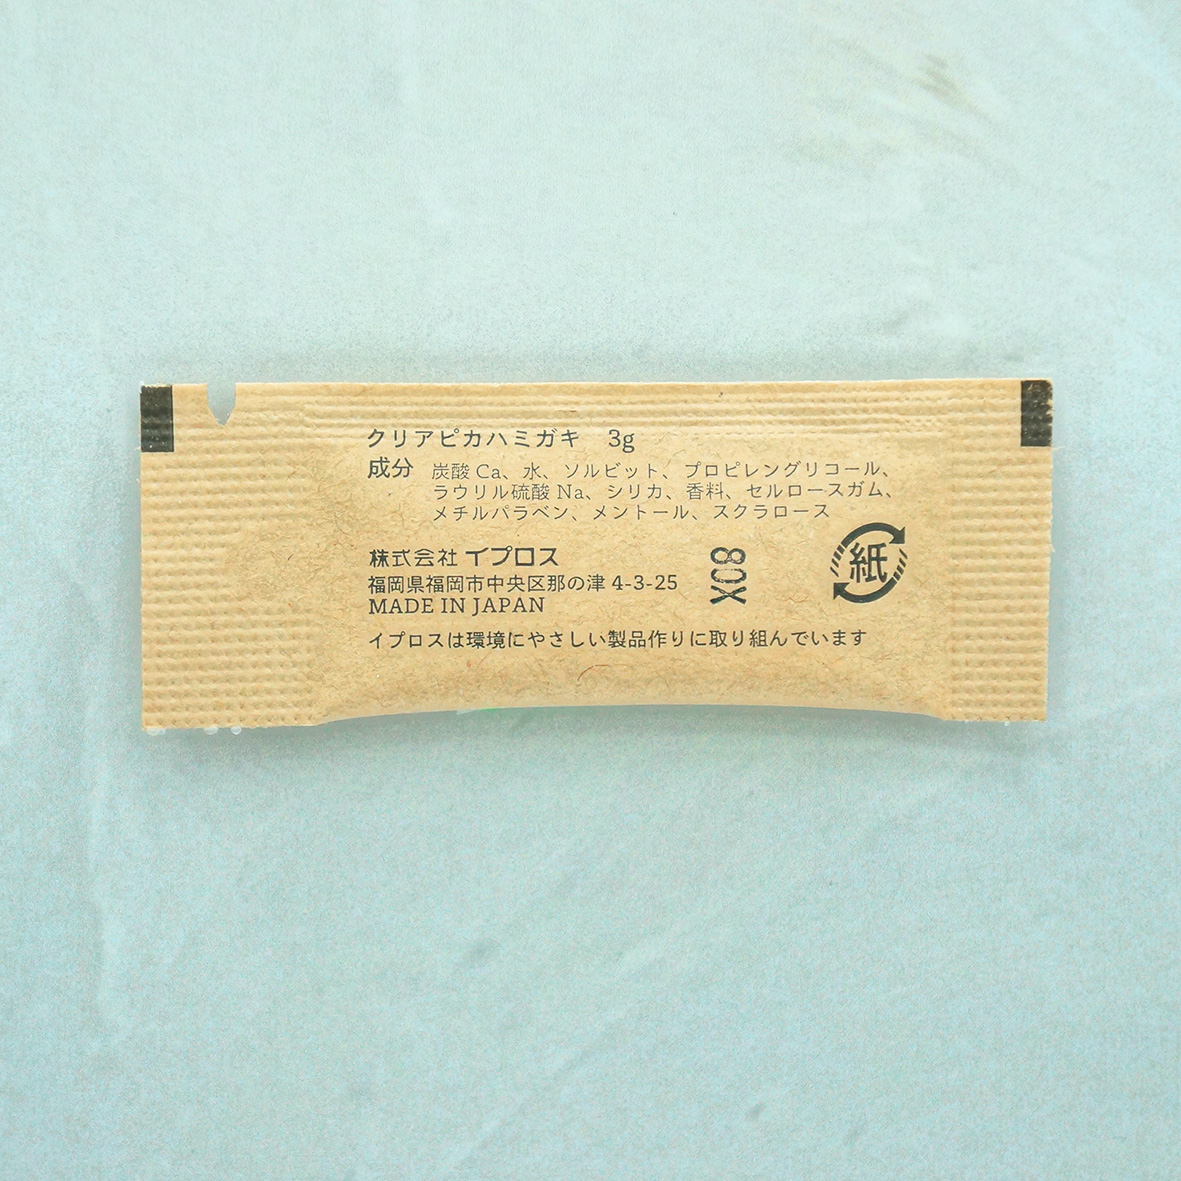 クリアピカハミガキ 3g
成分 炭酸 Ca、水、ソルビット、プロピレングリコール、
ラウリル硫酸 Na、シリカ、香料、セルロースガム、
メチルパラベン、メントール、スクラロース
株式会社 イプロス
福岡県福岡市中央区那の津 4-3-25
MADE IN JAPAN
80X
紙
イプロスは環境にやさしい製品作りに取り組んでいます